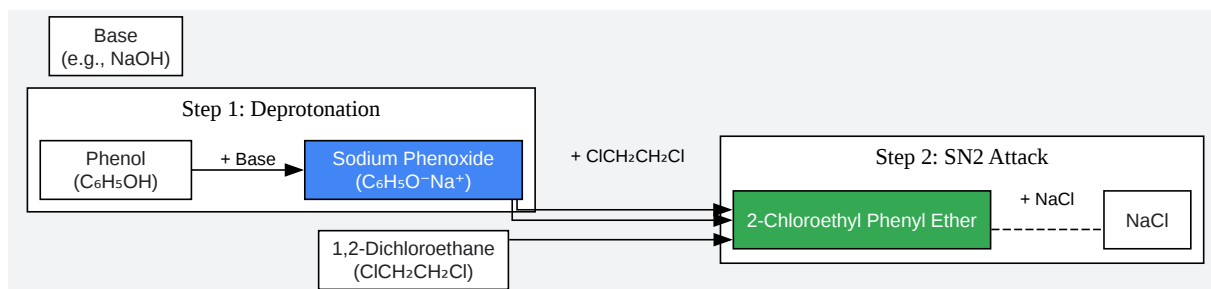 Base
(e.g., NaOH)
Step 1: Deprotonation
Phenol
(C₆H₅OH)
+ Base
Sodium Phenoxide
(C₆H₅O⁻Na⁺)
+ ClCH₂CH₂Cl
1,2-Dichloroethane
(ClCH₂CH₂Cl)
Step 2: SN2 Attack
2-Chloroethyl Phenyl Ether
+ NaCl
NaCl